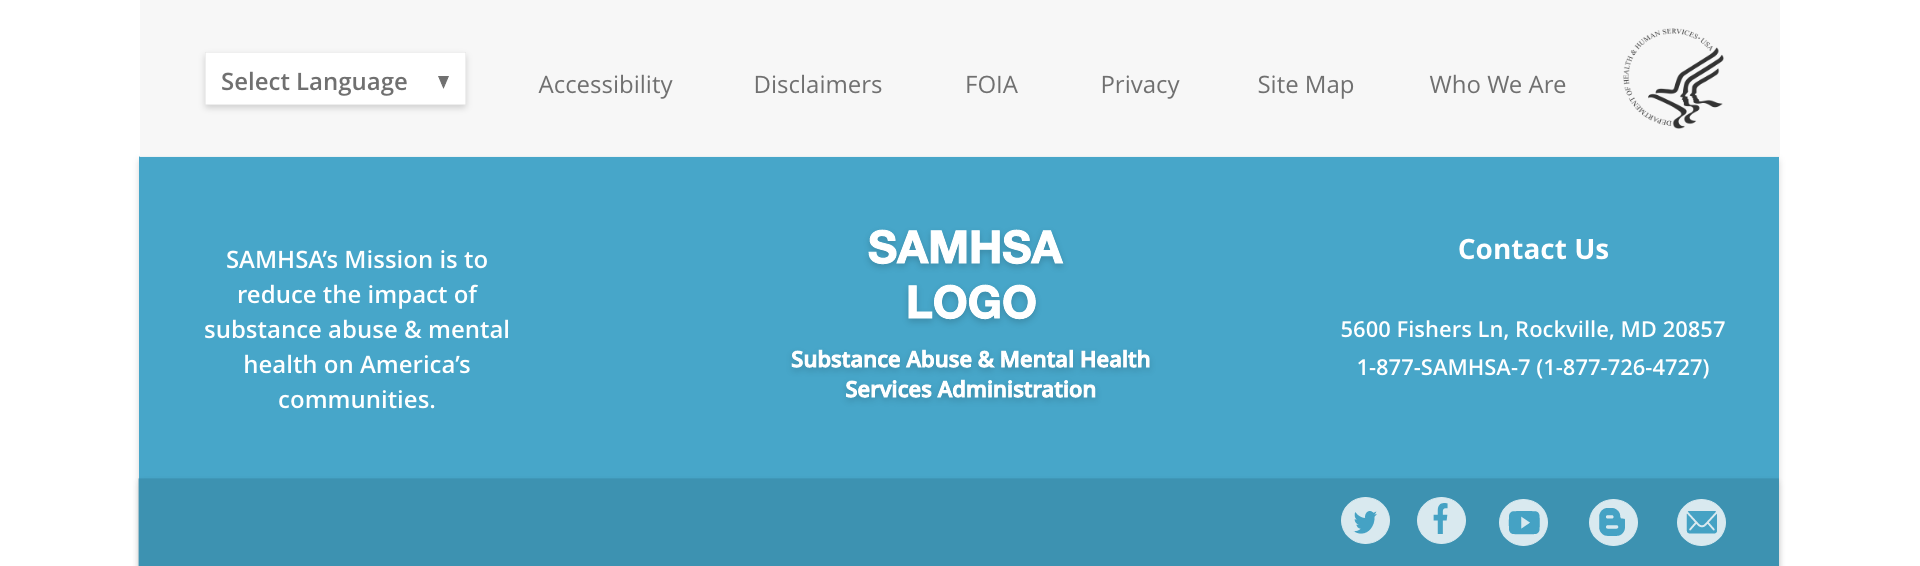 Select Language ▼
Accessibility
Disclaimers
FOIA
Privacy
Site Map
Who We Are
DEPARTMENT OF HEALTH & HUMAN SERVICES • USA
SAMHSA’s Mission is to
reduce the impact of
substance abuse & mental
health on America’s
communities.
SAMHSA
LOGO
Substance Abuse & Mental Health
Services Administration
Contact Us
5600 Fishers Ln, Rockville, MD 20857
1-877-SAMHSA-7 (1-877-726-4727)